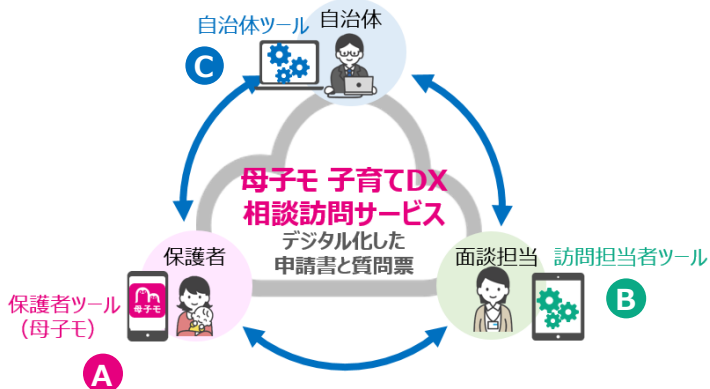 自治体ツール
自治体
C
母子モ 子育てDX
相談訪問サービス
デジタル化した
申請書と質問票
保護者
面談担当
訪問担当者ツール
母子モ
保護者ツール
(母子モ)
B
A